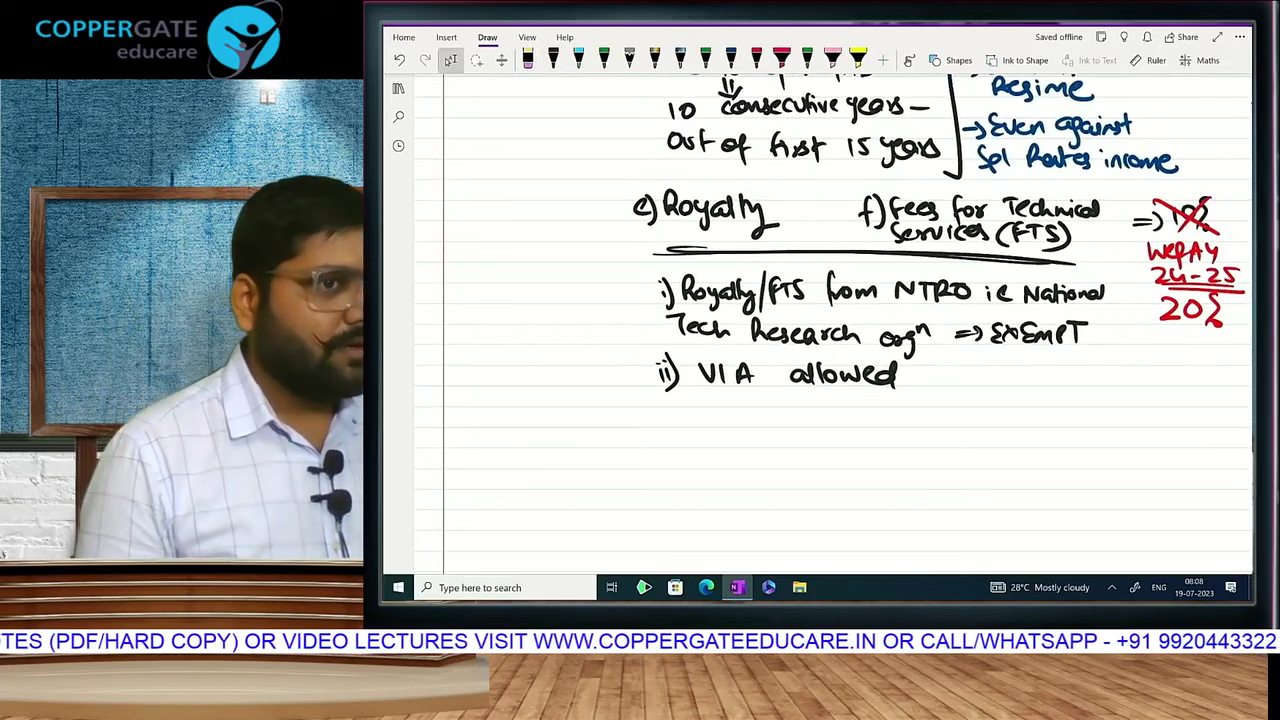 COPPERGATE
educare
Home Insert Draw View Help
Saved offline
Share
Shapes
Ink to Shape
Ink to Text
Ruler
Maths
10 consecutive years -
Out of first 15 years
Regime
→ Even against
Spl Rates income
e) Royalty
f) Fees for Technical
Services (FTS)
⇒ 10%
wef AY
24-25
20%
i) Royalty/FTS from NTRO ie National
Tech Research orgn ⇒ EXEMPT
ii) VIA allowed
Type here to search
28°C Mostly cloudy
ENG
08:08
19-07-2023
OTES (PDF/HARD COPY) OR VIDEO LECTURES VISIT WWW.COPPERGATEEDUCARE.IN OR CALL/WHATSAPP - +91 9920443322